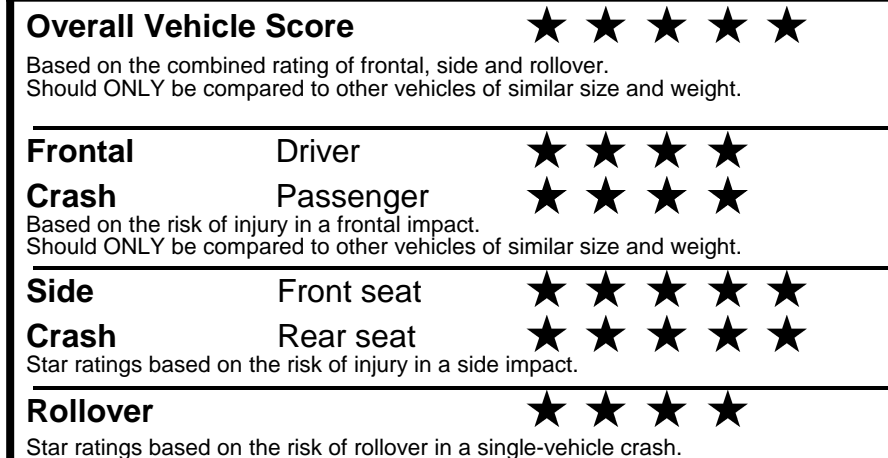 Overall Vehicle Score ★ ★ ★ ★ ★
Based on the combined rating of frontal, side and rollover.
Should ONLY be compared to other vehicles of similar size and weight.
Frontal Driver ★ ★ ★ ★
Crash Passenger ★ ★ ★ ★
Based on the risk of injury in a frontal impact.
Should ONLY be compared to other vehicles of similar size and weight.
Side Front seat ★ ★ ★ ★ ★
Crash Rear seat ★ ★ ★ ★ ★
Star ratings based on the risk of injury in a side impact.
Rollover ★ ★ ★ ★
Star ratings based on the risk of rollover in a single-vehicle crash.